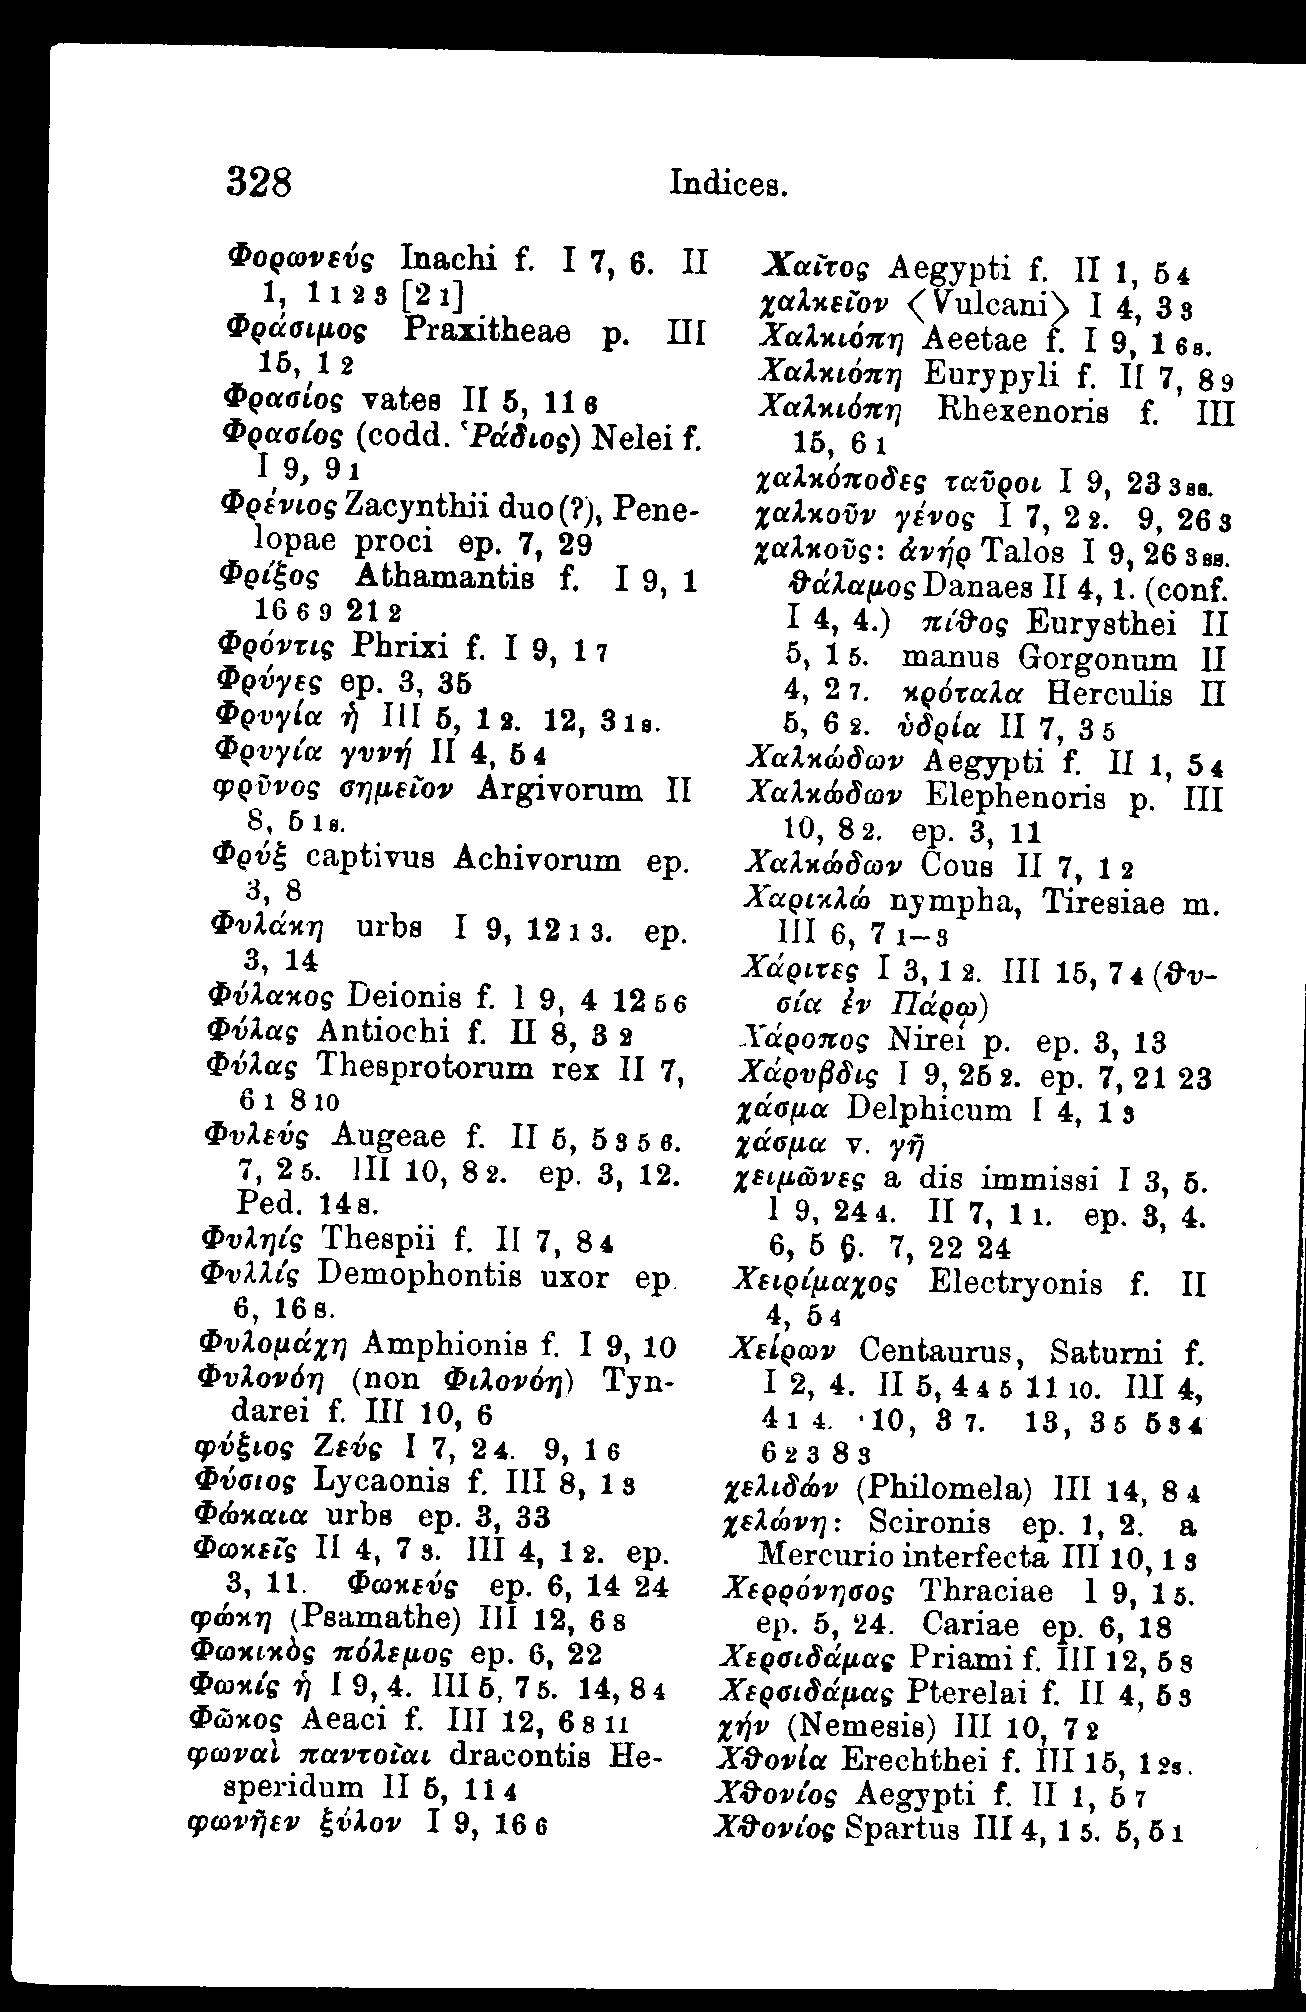 328
Indices.
Φορωνεύς Inachi f. I 7, 6. II
1, 1 1 2 3 [2 1]
Φράσιμος Praxitheae p. III
15, 1 2
Φρασίος vates II 5, 11 6
Φρασίος (codd. Ῥάδιος) Nelei f.
I 9, 9 1
Φρένιος Zacynthii duo (?), Pene-
lopae proci ep. 7, 29
Φρίξος Athamantis f. I 9, 1
16 6 9 21 2
Φρόντις Phrixi f. I 9, 1 7
Φρύγες ep. 3, 35
Φρυγία ἡ III 5, 1 2. 12, 3 1s.
Φρυγία γυνή II 4, 5 4
φρῦνος σημεῖον Argivorum II
8, 5 1s.
Φρύξ captivus Achivorum ep.
3, 8
Φυλάκη urbs I 9, 12 1 3. ep.
3, 14
Φύλακος Deionis f. I 9, 4 12 5 6
Φύλας Antiochi f. II 8, 3 2
Φύλας Thesprotorum rex II 7,
6 1 8 10
Φυλεύς Augeae f. II 5, 5 3 5 6.
7, 2 5. III 10, 8 2. ep. 3, 12.
Ped. 14 s.
Φυληίς Thespii f. II 7, 8 4
Φυλλίς Demophontis uxor ep.
6, 16 s.
Φυλομάχη Amphionis f. I 9, 10
Φυλονόη (non Φιλονόη) Tyn-
darei f. III 10, 6
φύξιος Ζεύς I 7, 2 4. 9, 1 6
Φύσιος Lycaonis f. III 8, 1 3
Φώκαια urbs ep. 3, 33
Φωκεῖς II 4, 7 3. III 4, 1 2. ep.
3, 11. Φωκεύς ep. 6, 14 24
φώκη (Psamathe) III 12, 6 8
Φωκικὸς πόλεμος ep. 6, 22
Φωκίς ἡ I 9, 4. III 5, 7 5. 14, 8 4
Φῶκος Aeaci f. III 12, 6 8 11
φωναὶ παντοῖαι dracontis He-
speridum II 5, 11 4
φωνῆεν ξύλον I 9, 16 6
Χαῖτος Aegypti f. II 1, 5 4
χαλκεῖον ⟨Vulcani⟩ I 4, 3 3
Χαλκιόπη Aeetae f. I 9, 1 6s.
Χαλκιόπη Eurypyli f. II 7, 8 9
Χαλκιόπη Rhexenoris f. III
15, 6 1
χαλκόποδες ταῦροι I 9, 23 3ss.
χαλκοῦν γένος I 7, 2 2. 9, 26 3
χαλκοῦς: ἀνήρ Talos I 9, 26 3ss.
θάλαμος Danaes II 4, 1. (conf.
I 4, 4.) πίθος Eurysthei II
5, 1 5. manus Gorgonum II
4, 2 7. κρόταλα Herculis II
5, 6 2. ὑδρία II 7, 3 5
Χαλκώδων Aegypti f. II 1, 5 4
Χαλκώδων Elephenoris p. III
10, 8 2. ep. 3, 11
Χαλκώδων Cous II 7, 1 2
Χαρικλώ nympha, Tiresiae m.
III 6, 7 1–3
Χάριτες I 3, 1 2. III 15, 7 4 (θυ-
σία ἐν Πάρῳ)
Χάροπος Nirei p. ep. 3, 13
Χάρυβδις I 9, 25 2. ep. 7, 21 23
χάσμα Delphicum I 4, 1 3
χάσμα v. γῆ
χειμῶνες a dis immissi I 3, 5.
I 9, 24 4. II 7, 1 1. ep. 3, 4.
6, 5 6. 7, 22 24
Χειρίμαχος Electryonis f. II
4, 5 4
Χείρων Centaurus, Saturni f.
I 2, 4. II 5, 4 4 5 11 10. III 4,
4 1 4. 10, 3 7. 13, 3 5 5 3 4
6 2 3 8 3
χελιδών (Philomela) III 14, 8 4
χελώνη: Scironis ep. 1, 2. a
Mercurio interfecta III 10, 1 3
Χερρόνησος Thraciae I 9, 1 5.
ep. 5, 24. Cariae ep. 6, 18
Χερσιδάμας Priami f. III 12, 5 8
Χερσιδάμας Pterelai f. II 4, 5 3
χήν (Nemesis) III 10, 7 2
Χθονία Erechthei f. III 15, 1 2s.
Χθονίος Aegypti f. II 1, 5 7
Χθονίος Spartus III 4, 1 5. 5, 5 1